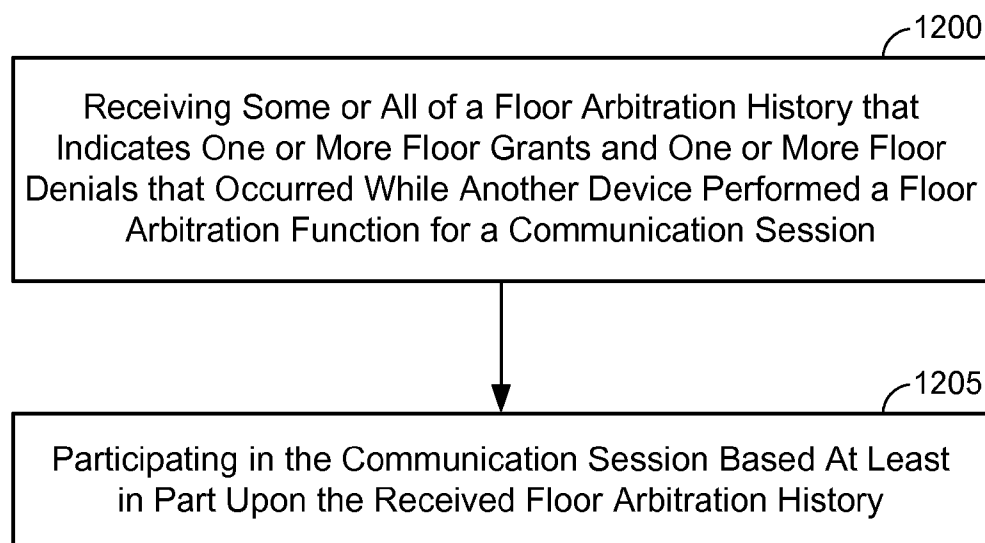 1200
Receiving Some or All of a Floor Arbitration History that
Indicates One or More Floor Grants and One or More Floor
Denials that Occurred While Another Device Performed a Floor
Arbitration Function for a Communication Session
1205
Participating in the Communication Session Based At Least
in Part Upon the Received Floor Arbitration History